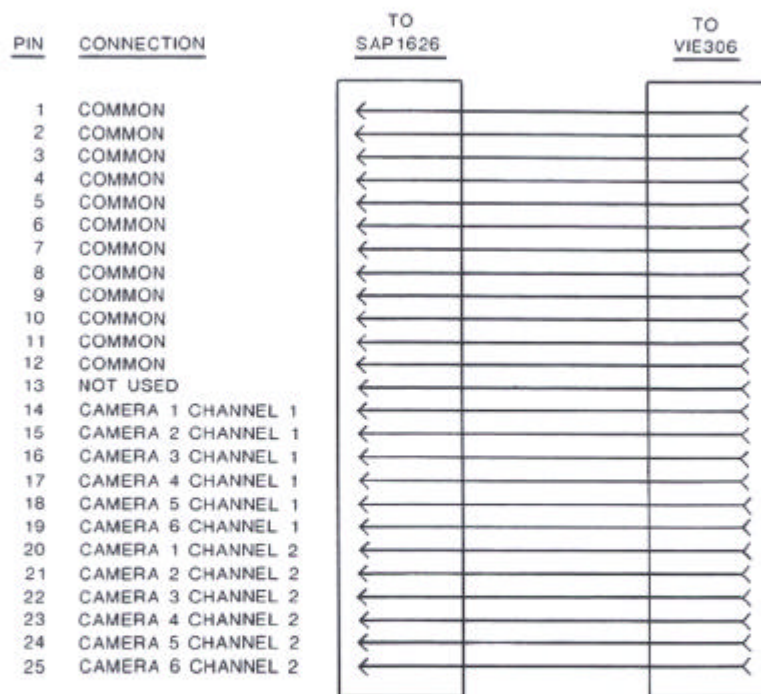 PIN CONNECTION TO SAP1626 TO VIE306
1 COMMON
2 COMMON
3 COMMON
4 COMMON
5 COMMON
6 COMMON
7 COMMON
8 COMMON
9 COMMON
10 COMMON
11 COMMON
12 COMMON
13 NOT USED
14 CAMERA 1 CHANNEL 1
15 CAMERA 2 CHANNEL 1
16 CAMERA 3 CHANNEL 1
17 CAMERA 4 CHANNEL 1
18 CAMERA 5 CHANNEL 1
19 CAMERA 6 CHANNEL 1
20 CAMERA 1 CHANNEL 2
21 CAMERA 2 CHANNEL 2
22 CAMERA 3 CHANNEL 2
23 CAMERA 4 CHANNEL 2
24 CAMERA 5 CHANNEL 2
25 CAMERA 6 CHANNEL 2